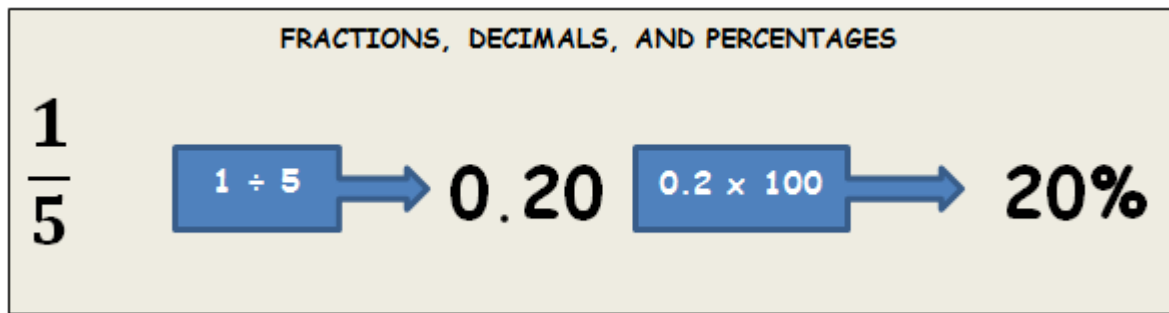 FRACTIONS, DECIMALS, AND PERCENTAGES
1
5
1 ÷ 5
0.20
0.2 x 100
20%